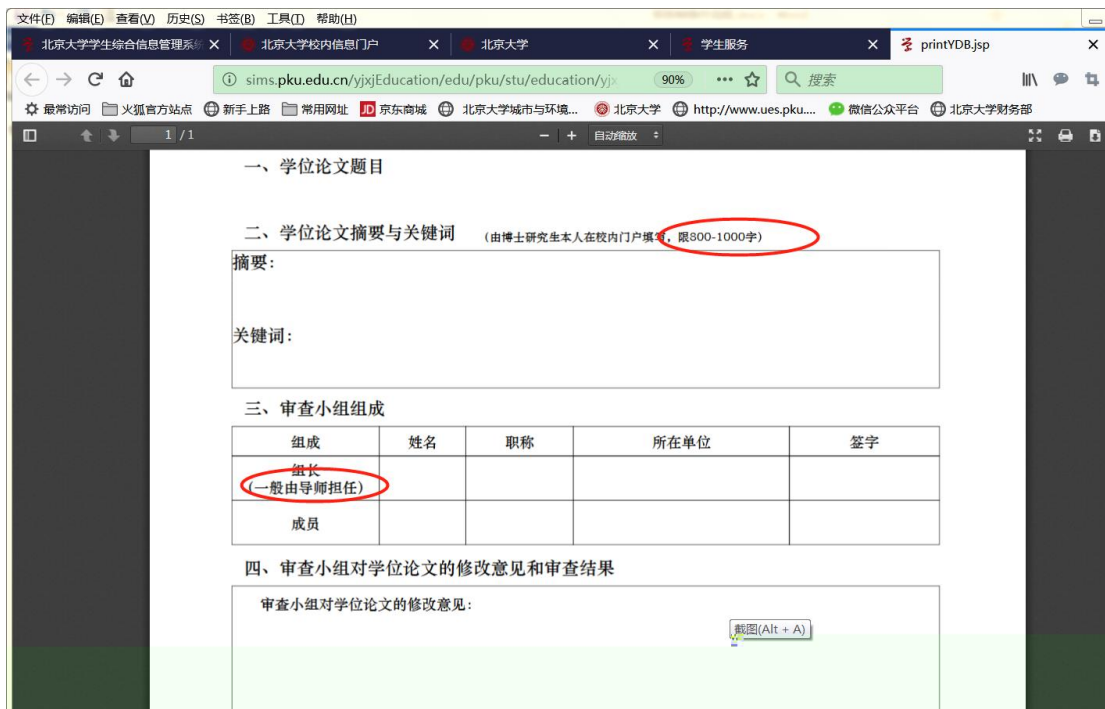 文件(F) 编辑(E) 查看(V) 历史(S) 书签(B) 工具(T) 帮助(H)
北京大学学生综合信息管理系统 北京大学校内信息门户 北京大学 学生服务 printYDB.jsp
sims.pku.edu.cn/yjxjEducation/edu/pku/stu/education/yjx 90% 搜索
最常访问 火狐官方站点 新手上路 常用网址 JD 京东商城 北京大学城市与环境... 北京大学 http://www.ues.pku.... 微信公众平台 北京大学财务部
1 /1 − + 自动缩放
一、学位论文题目
二、学位论文摘要与关键词 (由博士研究生本人在校内门户填写，限800-1000字)
摘要：
关键词：
三、审查小组组成
组成 姓名 职称 所在单位 签字
组长
(一般由导师担任)
成员
四、审查小组对学位论文的修改意见和审查结果
审查小组对学位论文的修改意见：
截图(Alt + A)